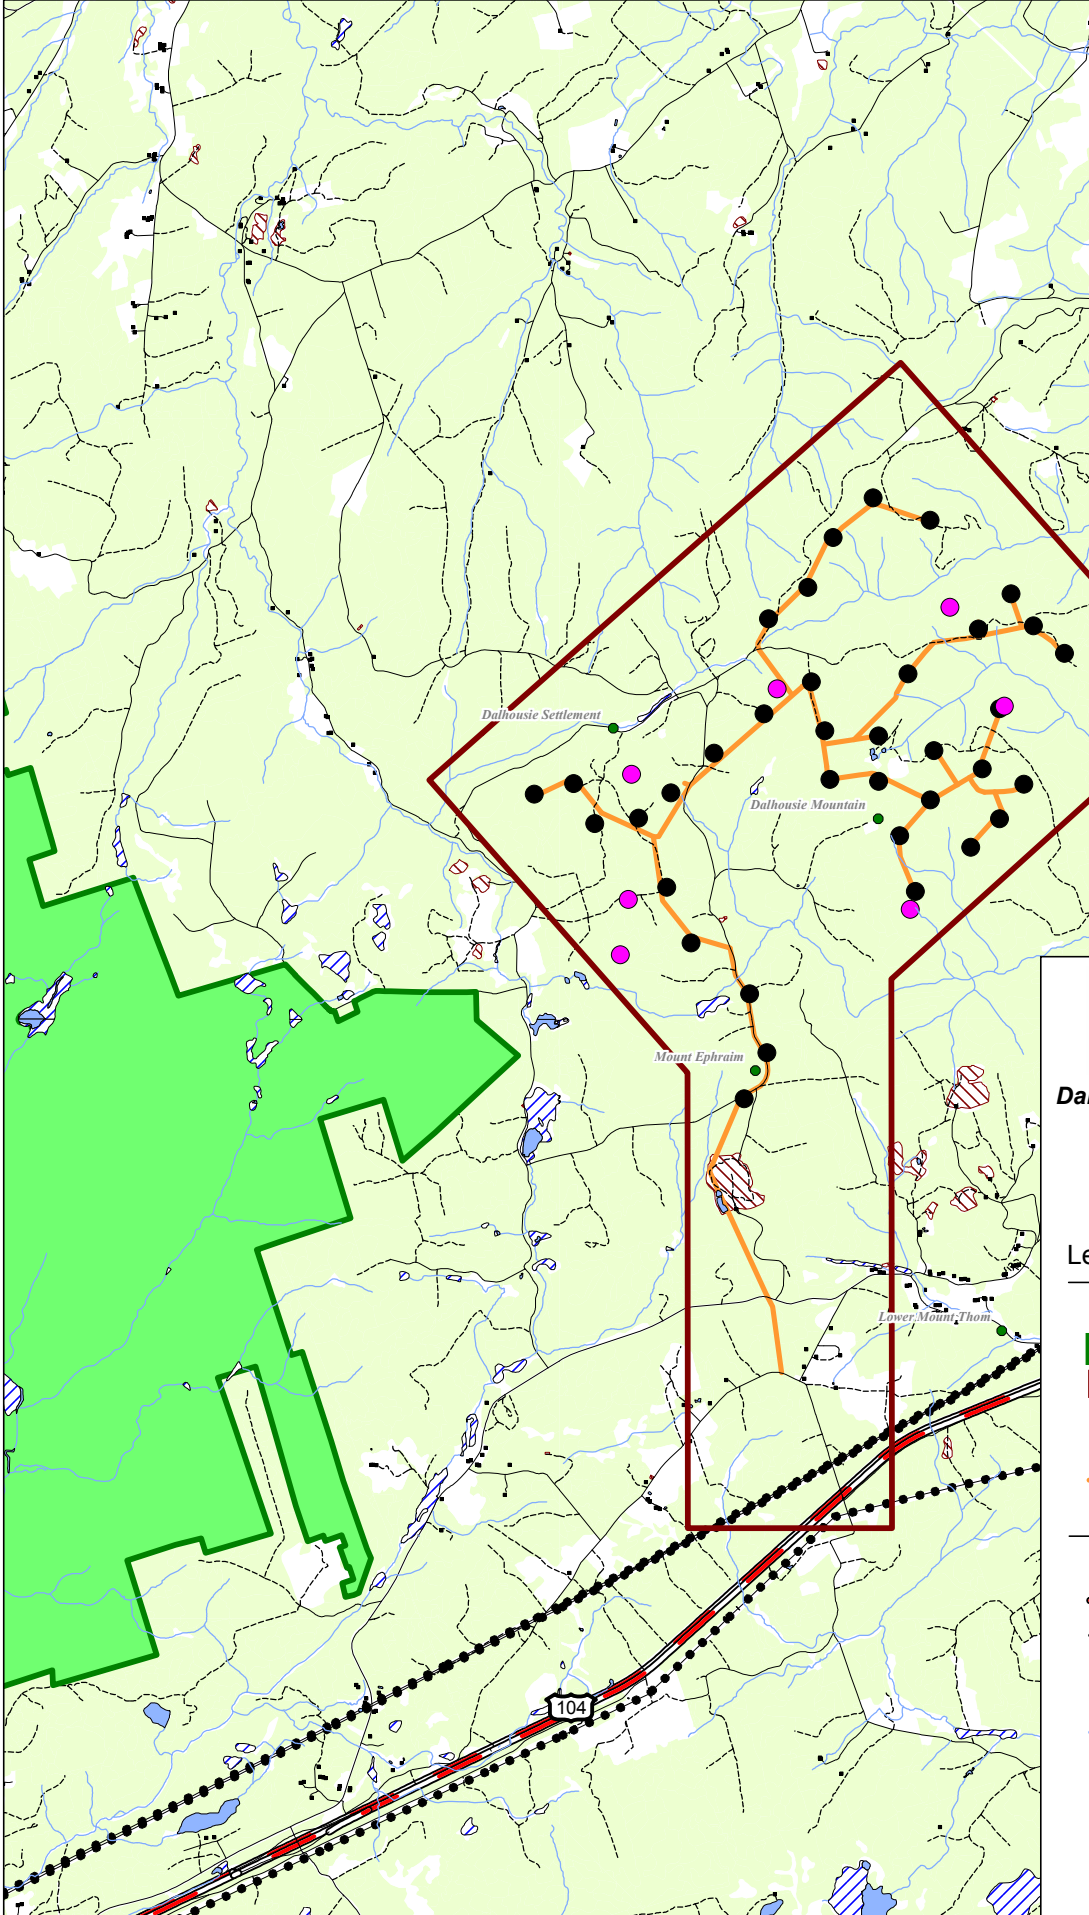 Dalhousie Settlement
Dalhousie Mountain
Mount Ephraim
Da
Le
Lower Mount Thom
104